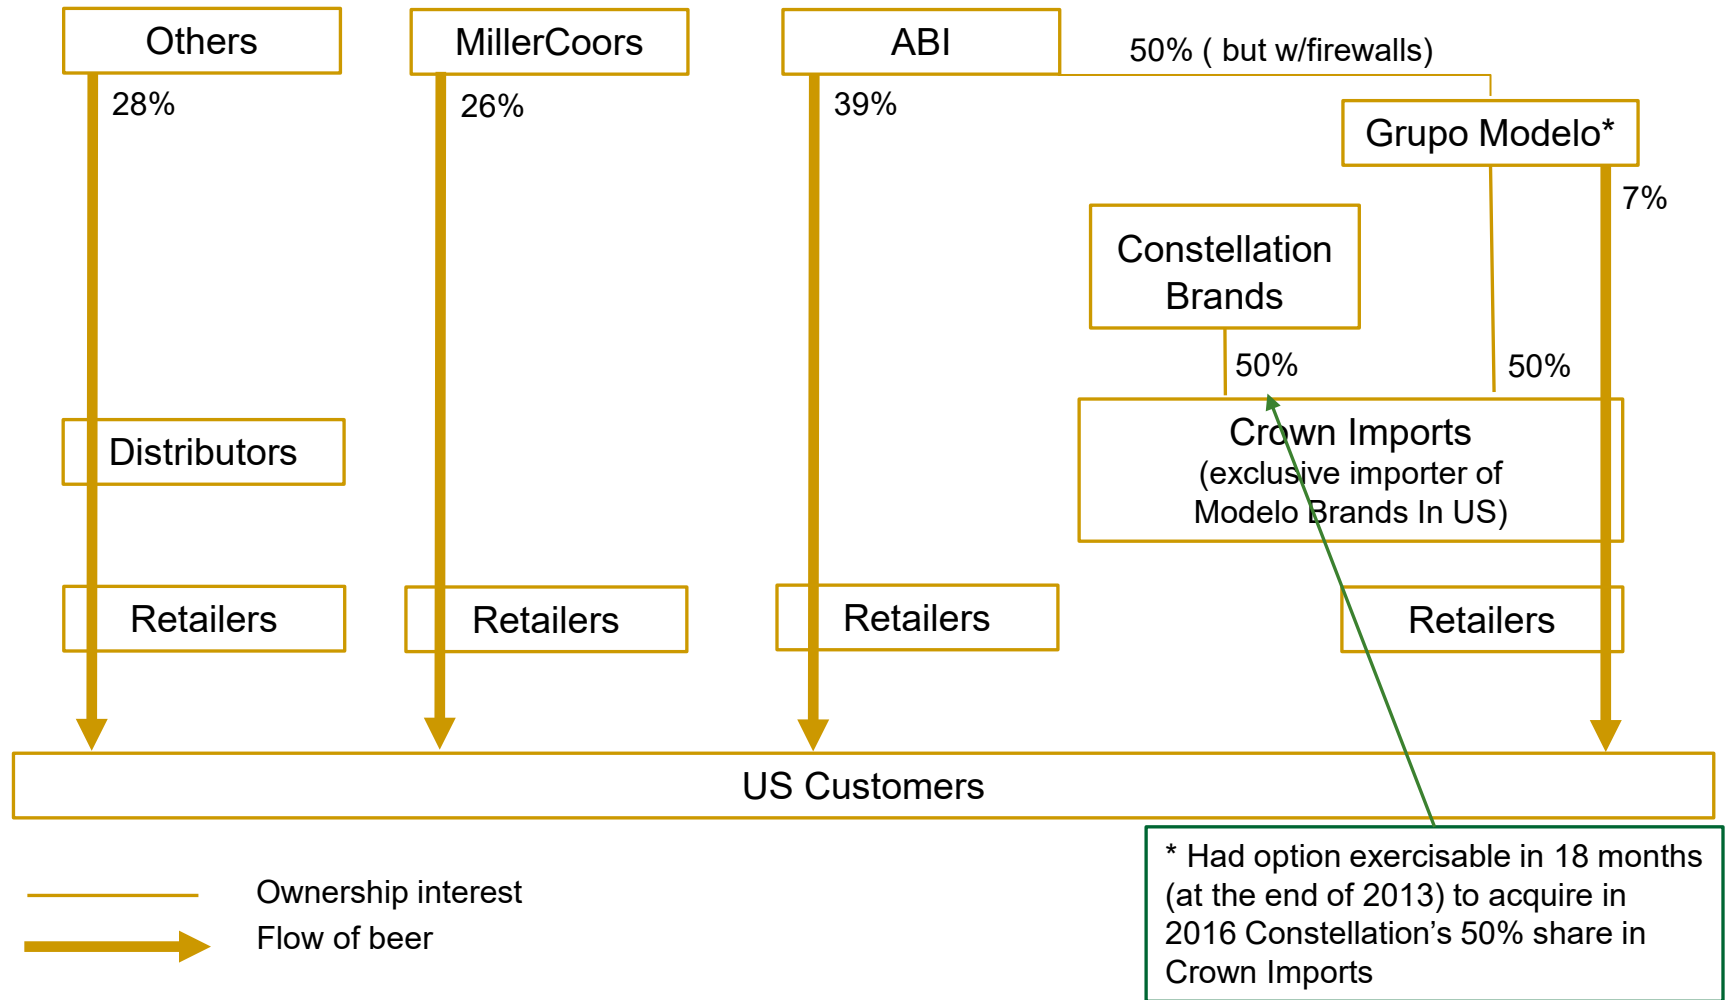 Others
MillerCoors
ABI
50% ( but w/firewalls)
28%
26%
39%
Grupo Modelo*
7%
Constellation
Brands
50%
50%
Crown Imports
(exclusive importer of
Modelo Brands In US)
Distributors
Retailers
Retailers
Retailers
Retailers
US Customers
Ownership interest
Flow of beer
* Had option exercisable in 18 months
(at the end of 2013) to acquire in
2016 Constellation’s 50% share in
Crown Imports